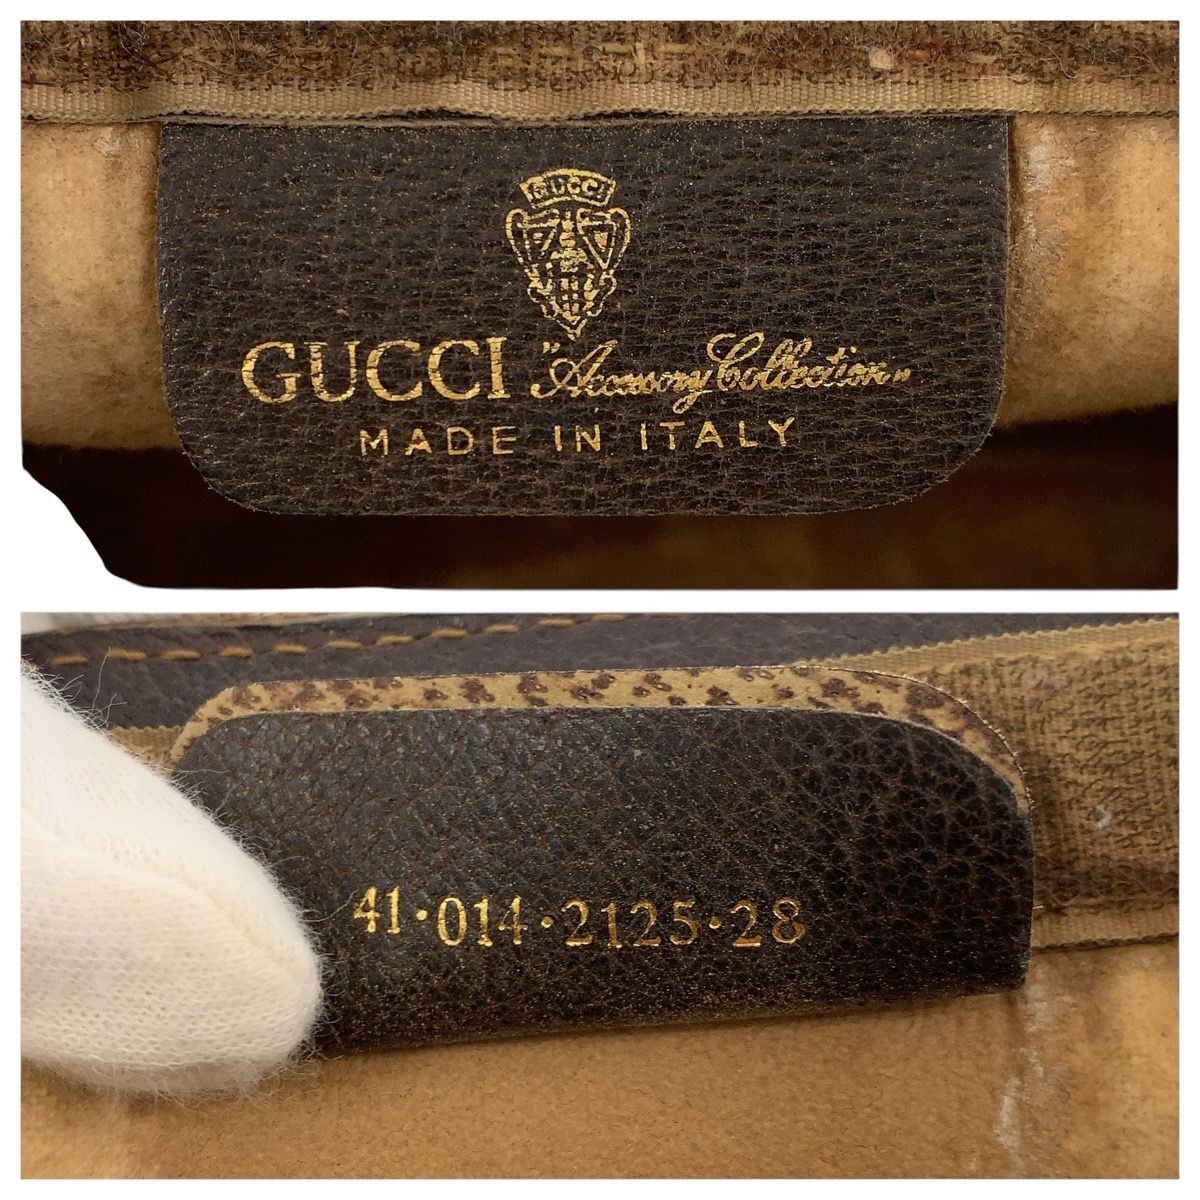 GUCCI
GUCCI "Accessory Collection"
MADE IN ITALY
41·014·2125·28